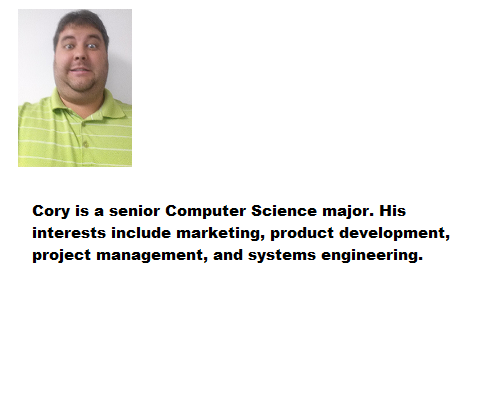 Cory is a senior Computer Science major. His
interests include marketing, product development,
project management, and systems engineering.